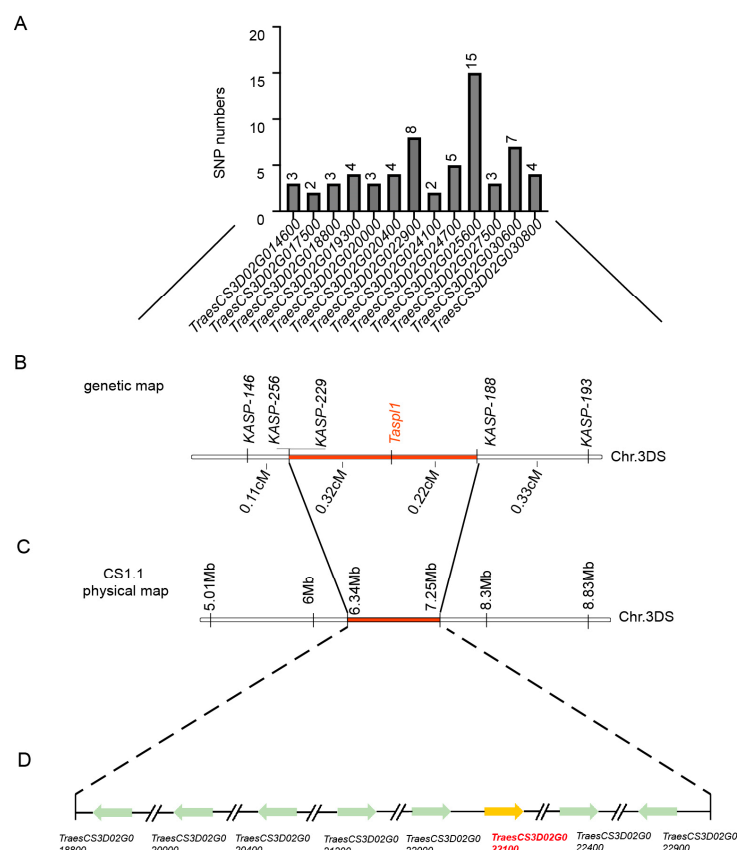 A
SNP numbers
20
15
10
5
0
3
2
3
4
3
4
8
2
5
15
3
7
4
TraesCS3D02G014600
TraesCS3D02G017500
TraesCS3D02G018800
TraesCS3D02G019300
TraesCS3D02G020000
TraesCS3D02G020400
TraesCS3D02G022900
TraesCS3D02G024100
TraesCS3D02G024700
TraesCS3D02G025600
TraesCS3D02G027500
TraesCS3D02G030600
TraesCS3D02G030800
B
genetic map
KASP-146
KASP-256
KASP-229
Taspl1
KASP-188
KASP-193
Chr.3DS
0.11cM
0.32cM
0.22cM
0.33cM
C
CS1.1
physical map
5.01Mb
6Mb
6.34Mb
7.25Mb
8.3Mb
8.83Mb
Chr.3DS
D
TraesCS3D02G0
18800
TraesCS3D02G0
20000
TraesCS3D02G0
20400
TraesCS3D02G0
TraesCS3D02G0
TraesCS3D02G0
TraesCS3D02G0
22400
TraesCS3D02G0
22900